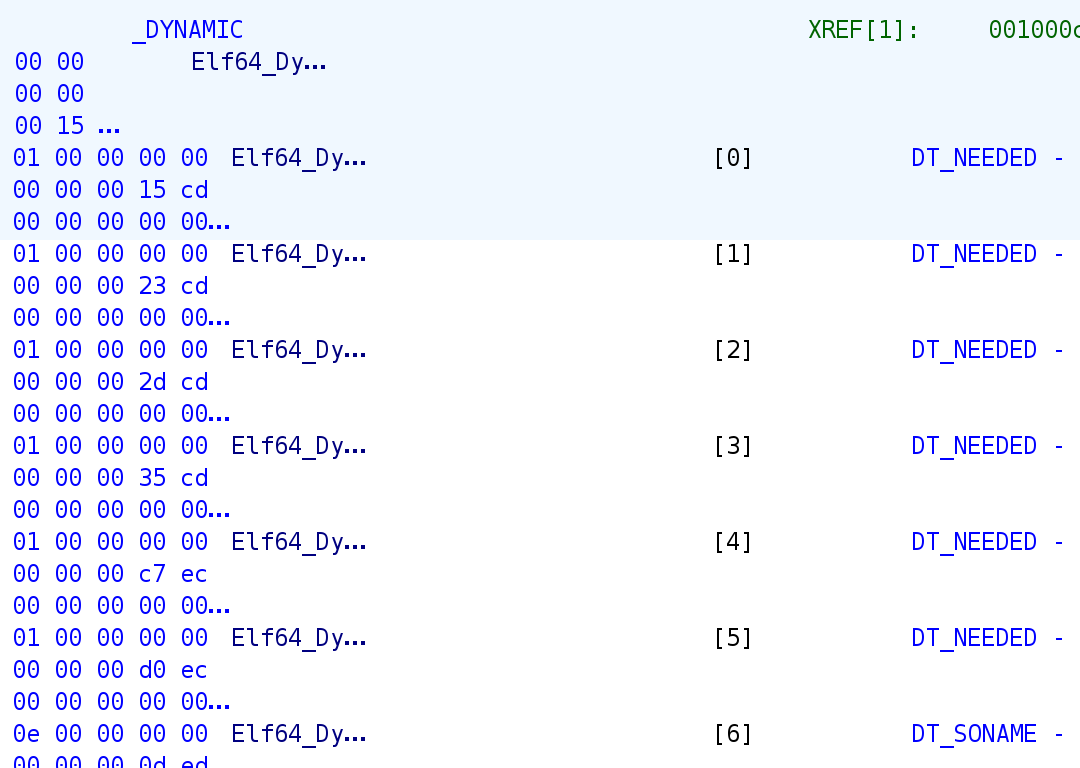 _DYNAMIC XREF[1]: 001000c
00 00 Elf64_Dy...
00 00
00 15 ...
01 00 00 00 00 Elf64_Dy... [0] DT_NEEDED -
00 00 00 15 cd
00 00 00 00 00...
01 00 00 00 00 Elf64_Dy... [1] DT_NEEDED -
00 00 00 23 cd
00 00 00 00 00...
01 00 00 00 00 Elf64_Dy... [2] DT_NEEDED -
00 00 00 2d cd
00 00 00 00 00...
01 00 00 00 00 Elf64_Dy... [3] DT_NEEDED -
00 00 00 35 cd
00 00 00 00 00...
01 00 00 00 00 Elf64_Dy... [4] DT_NEEDED -
00 00 00 c7 ec
00 00 00 00 00...
01 00 00 00 00 Elf64_Dy... [5] DT_NEEDED -
00 00 00 d0 ec
00 00 00 00 00...
0e 00 00 00 00 Elf64_Dy... [6] DT_SONAME -
00 00 00 0d ed